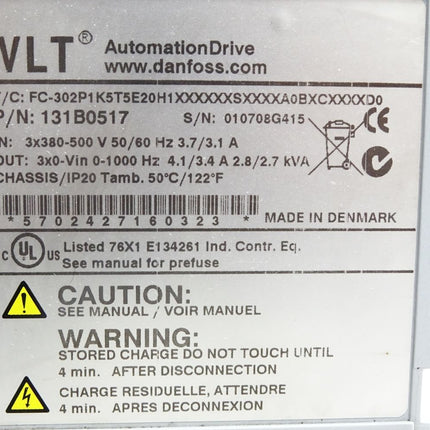 VLT® AutomationDrive
www.danfoss.com
T/C: FC-302P1K5T5E20H1XXXXXXSXXXXA0BXCXXXXD0
P/N: 131B0517 S/N: 010708G415
IN: 3x380-500 V 50/60 Hz 3.7/3.1 A
OUT: 3x0-Vin 0-1000 Hz 4.1/3.4 A 2.8/2.7 kVA
CHASSIS/IP20 Tamb. 50°C/122°F
*5702427160323* MADE IN DENMARK
C UL US Listed 76X1 E134261 Ind. Contr. Eq.
See manual for prefuse
CAUTION:
SEE MANUAL / VOIR MANUEL
WARNING:
STORED CHARGE DO NOT TOUCH UNTIL
4 min. AFTER DISCONNECTION
CHARGE RESIDUELLE, ATTENDRE
4 min. APRES DECONNEXION